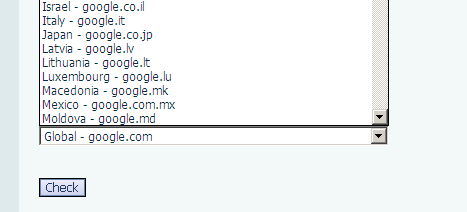 Israel - google.co.il
Italy - google.it
Japan - google.co.jp
Latvia - google.lv
Lithuania - google.lt
Luxembourg - google.lu
Macedonia - google.mk
Mexico - google.com.mx
Moldova - google.md
Global - google.com
Check